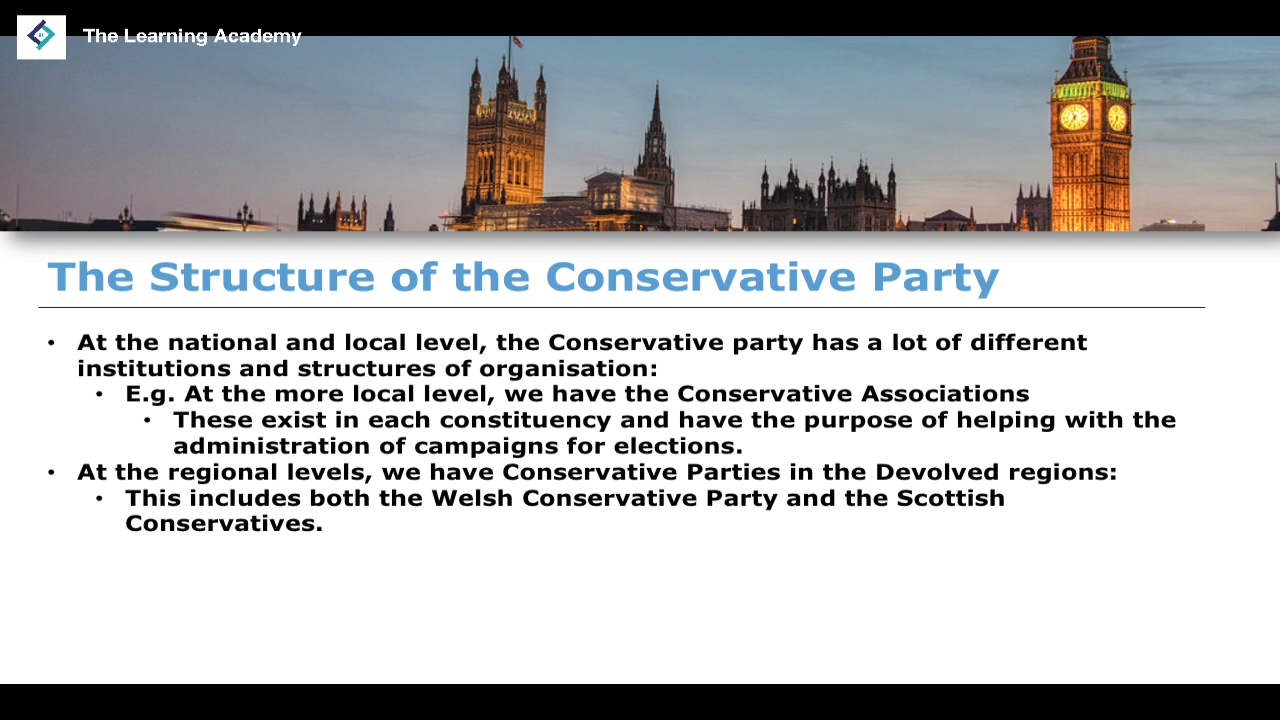 The Learning Academy
The Structure of the Conservative Party
• At the national and local level, the Conservative party has a lot of different
institutions and structures of organisation:
• E.g. At the more local level, we have the Conservative Associations
• These exist in each constituency and have the purpose of helping with the
administration of campaigns for elections.
• At the regional levels, we have Conservative Parties in the Devolved regions:
• This includes both the Welsh Conservative Party and the Scottish
Conservatives.